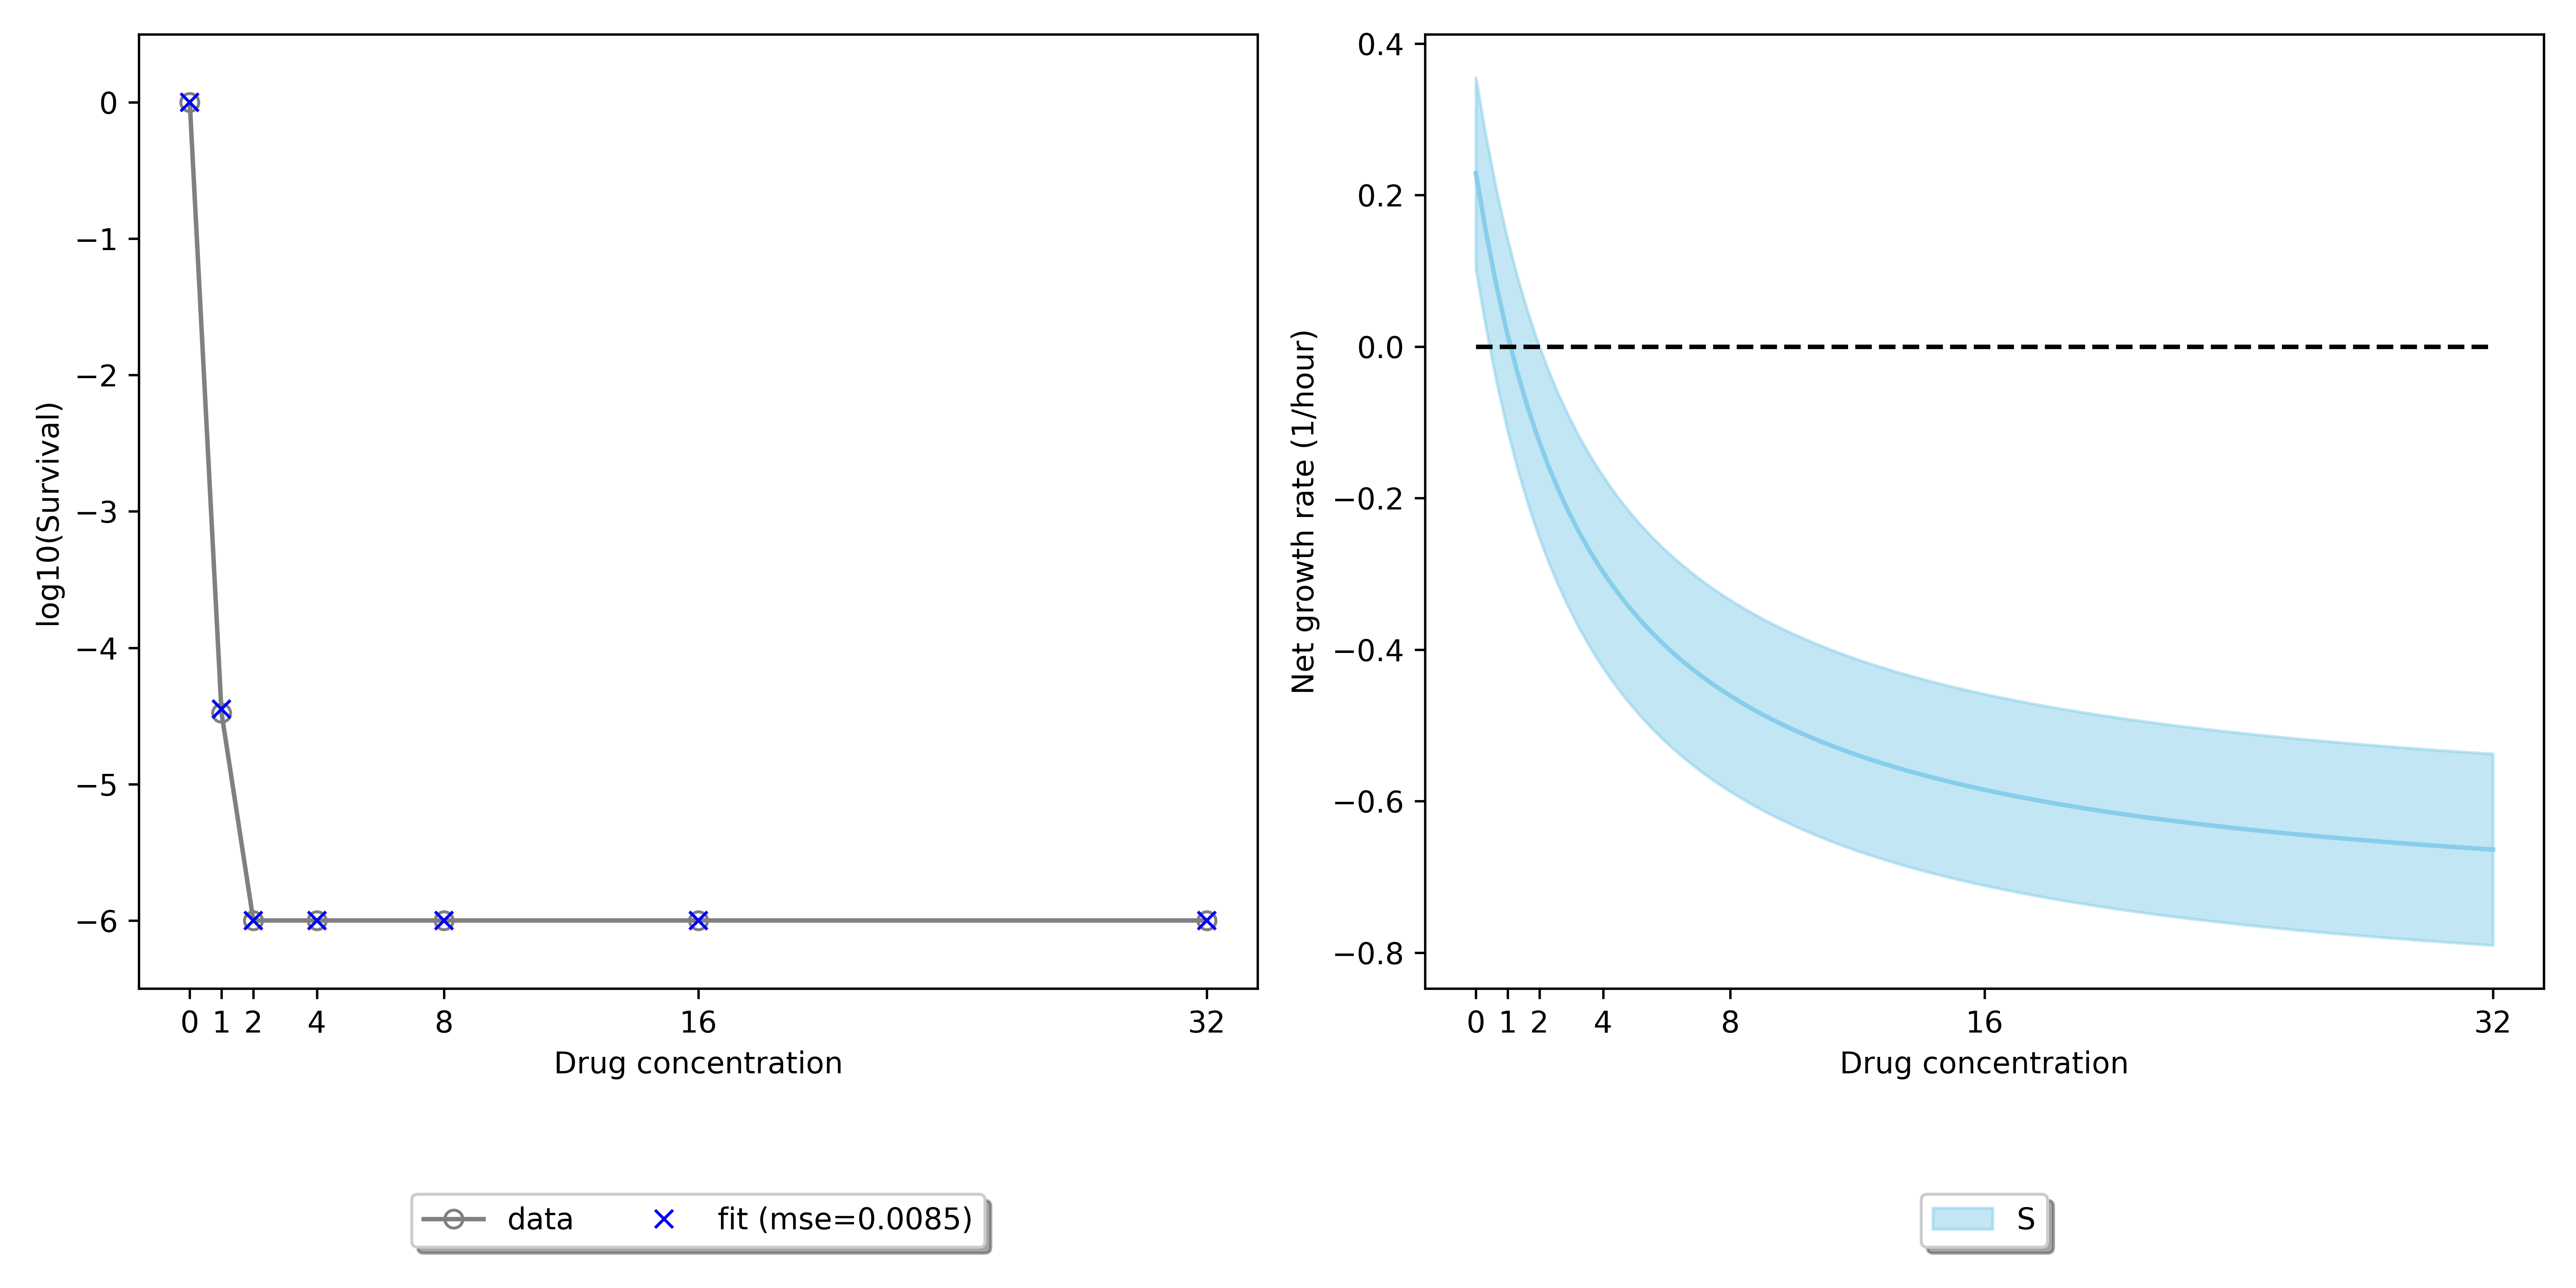 log10(Survival)
0
−1
−2
−3
−4
−5
−6
0 1 2 4 8 16 32
Drug concentration
data fit (mse=0.0085)
Net growth rate (1/hour)
0.4
0.2
0.0
−0.2
−0.4
−0.6
−0.8
0 1 2 4 8 16 32
Drug concentration
S